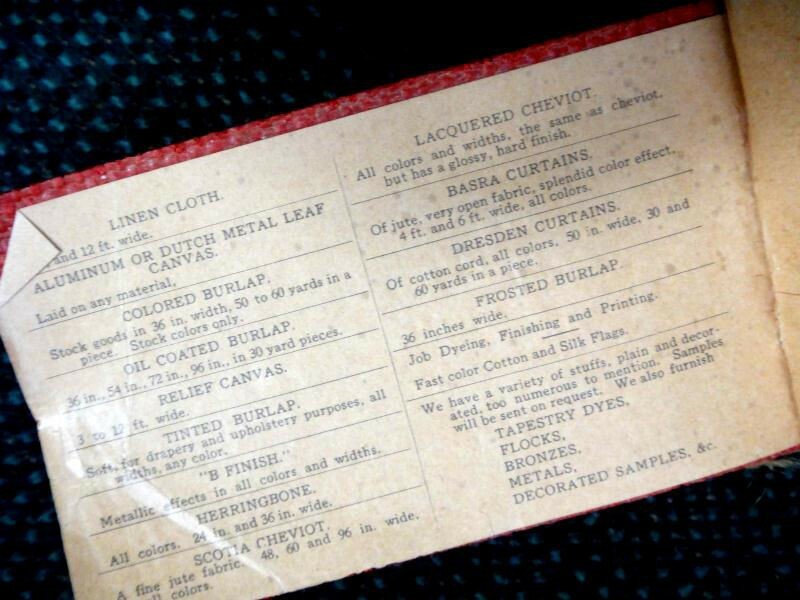 LINEN CLOTH.
and 12 ft. wide.
ALUMINUM OR DUTCH METAL LEAF
CANVAS.
Laid on any material,
COLORED BURLAP.
Stock goods in 36 in. width, 50 to 60 yards in a
piece. Stock colors only.
OIL COATED BURLAP.
36 in., 54 in., 72 in., 96 in., in 30 yard pieces.
RELIEF CANVAS.
3 to 12 ft. wide.
TINTED BURLAP.
Soft, for drapery and upholstery purposes, all
widths, any color.
"B FINISH."
Metallic effects in all colors and widths.
HERRINGBONE.
All colors. 24 in. and 36 in. wide.
SCOTIA CHEVIOT.
A fine jute fabric. 48, 60 and 96 in. wide.
all colors.
LACQUERED CHEVIOT.
All colors and widths, the same as cheviot,
but has a glossy, hard finish.
BASRA CURTAINS.
Of jute, very open fabric, splendid color effect,
4 ft. and 6 ft. wide, all colors.
DRESDEN CURTAINS.
Of cotton cord, all colors, 50 in. wide, 30 and
60 yards in a piece.
FROSTED BURLAP.
36 inches wide.
Job Dyeing, Finishing and Printing.
Fast color Cotton and Silk Flags.
We have a variety of stuffs, plain and decor-
ated, too numerous to mention. Samples
will be sent on request. We also furnish
TAPESTRY DYES,
FLOCKS,
BRONZES,
METALS,
DECORATED SAMPLES, &c.